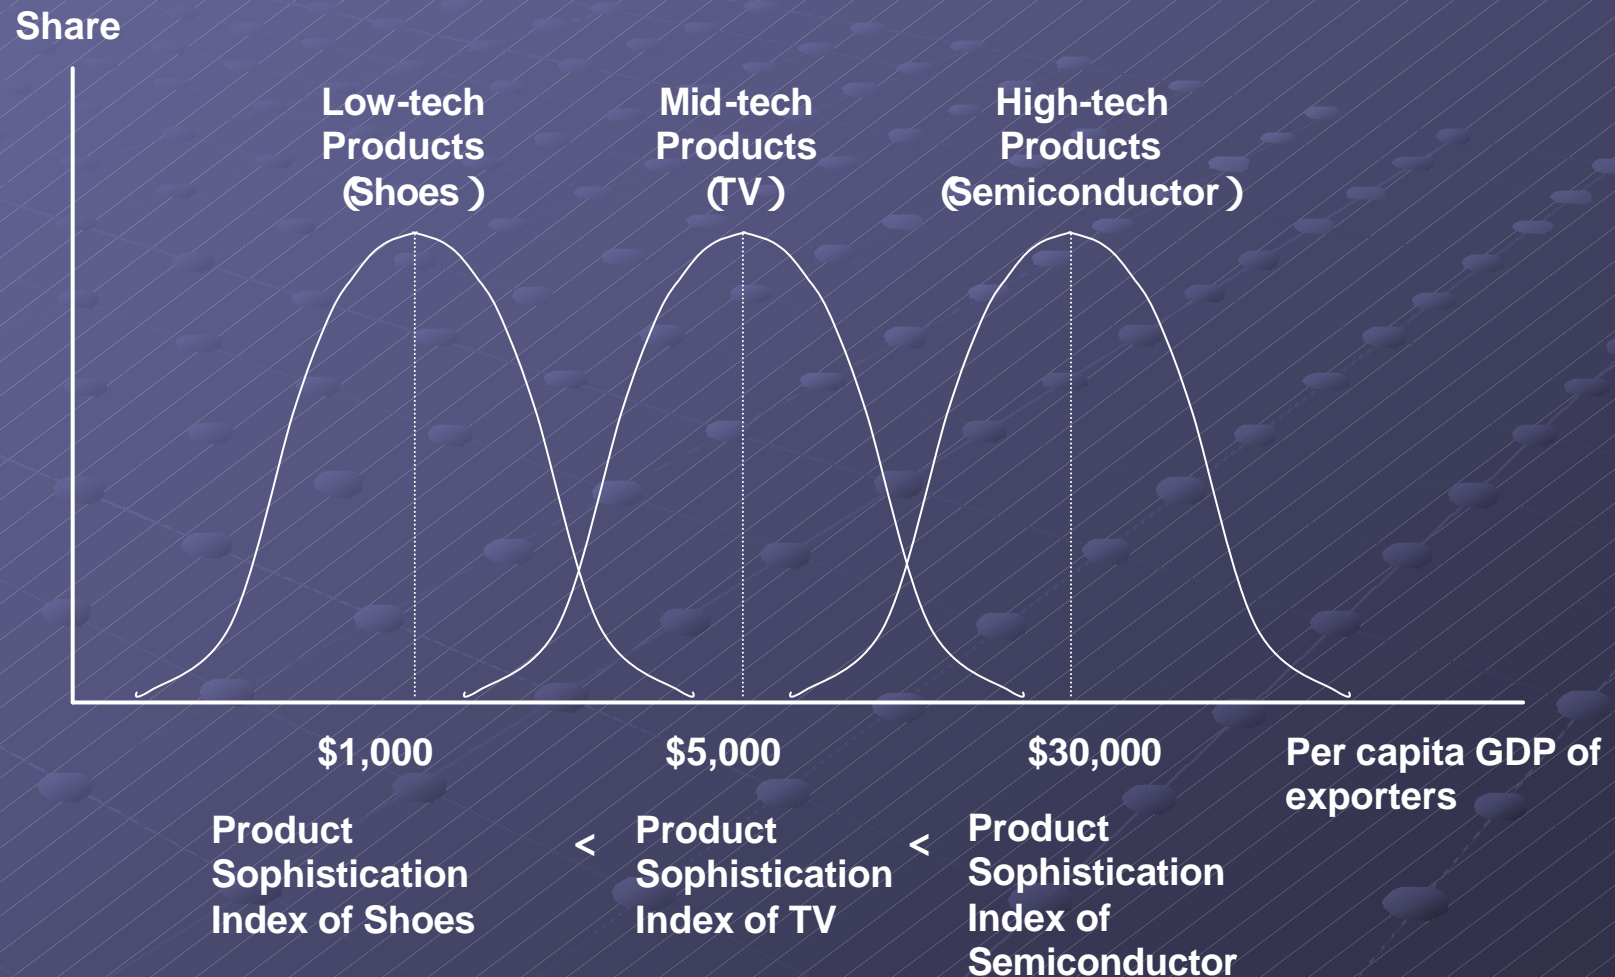 Share
Low-tech
Products
(Shoes)
Mid-tech
Products
(TV)
High-tech
Products
(Semiconductor)
$1,000
$5,000
$30,000
Per capita GDP of
exporters
Product
Sophistication
Index of Shoes
<
Product
Sophistication
Index of TV
<
Product
Sophistication
Index of
Semiconductor